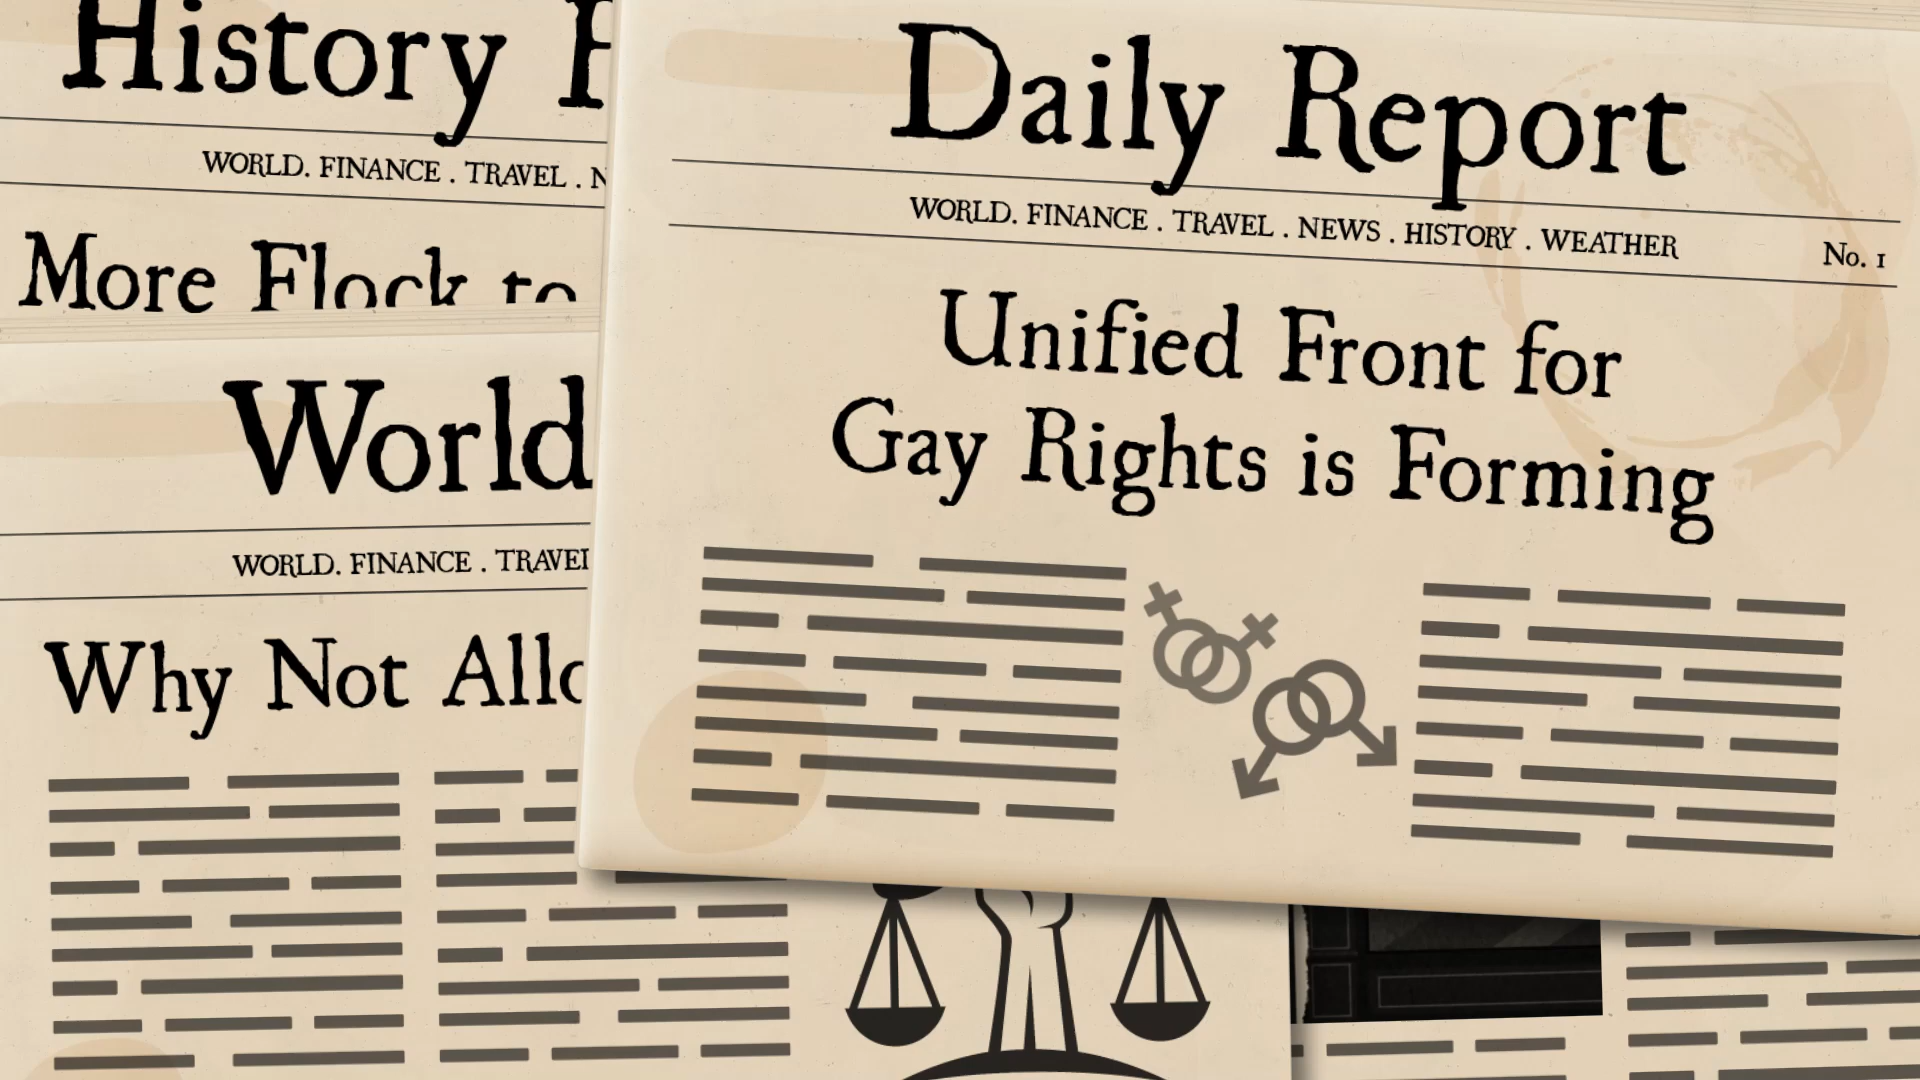 History
WORLD. FINANCE . TRAVEL .
More Flock to
World
WORLD. FINANCE . TRAVEL
Why Not
Daily Report
WORLD. FINANCE . TRAVEL . NEWS . HISTORY . WEATHER
No. 1
Unified Front for
Gay Rights is Forming